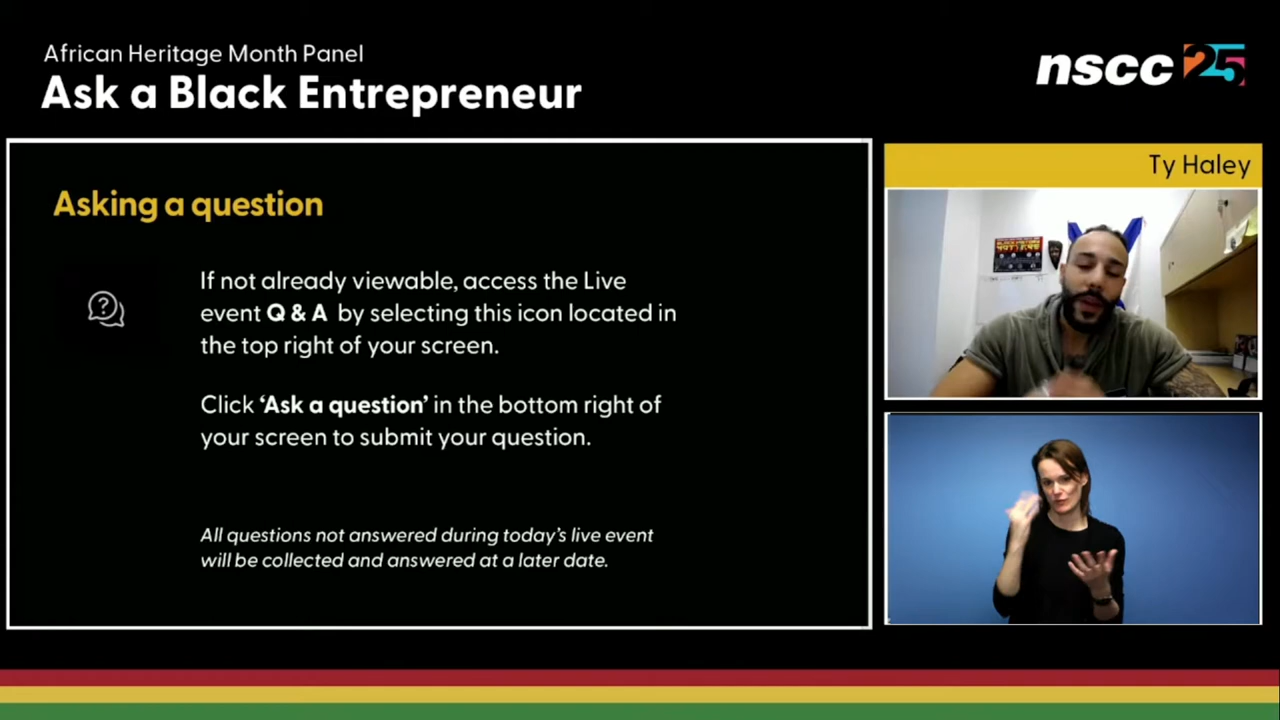 African Heritage Month Panel
Ask a Black Entrepreneur
nscc 25
Ty Haley
Asking a question
If not already viewable, access the Live
event Q & A by selecting this icon located in
the top right of your screen.
Click ‘Ask a question’ in the bottom right of
your screen to submit your question.
All questions not answered during today’s live event
will be collected and answered at a later date.